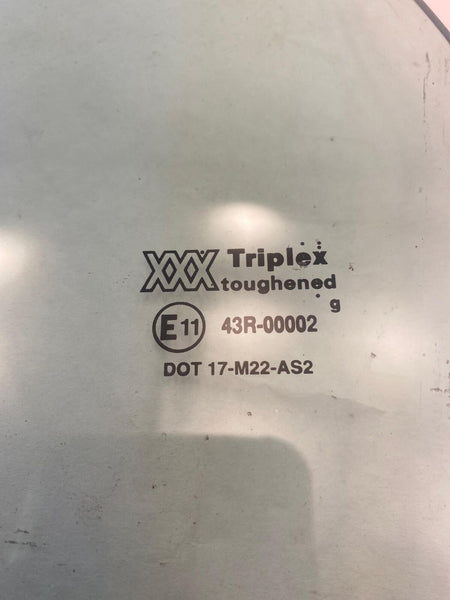 XXX Triplex
toughened
g
E11 43R-00002
DOT 17-M22-AS2